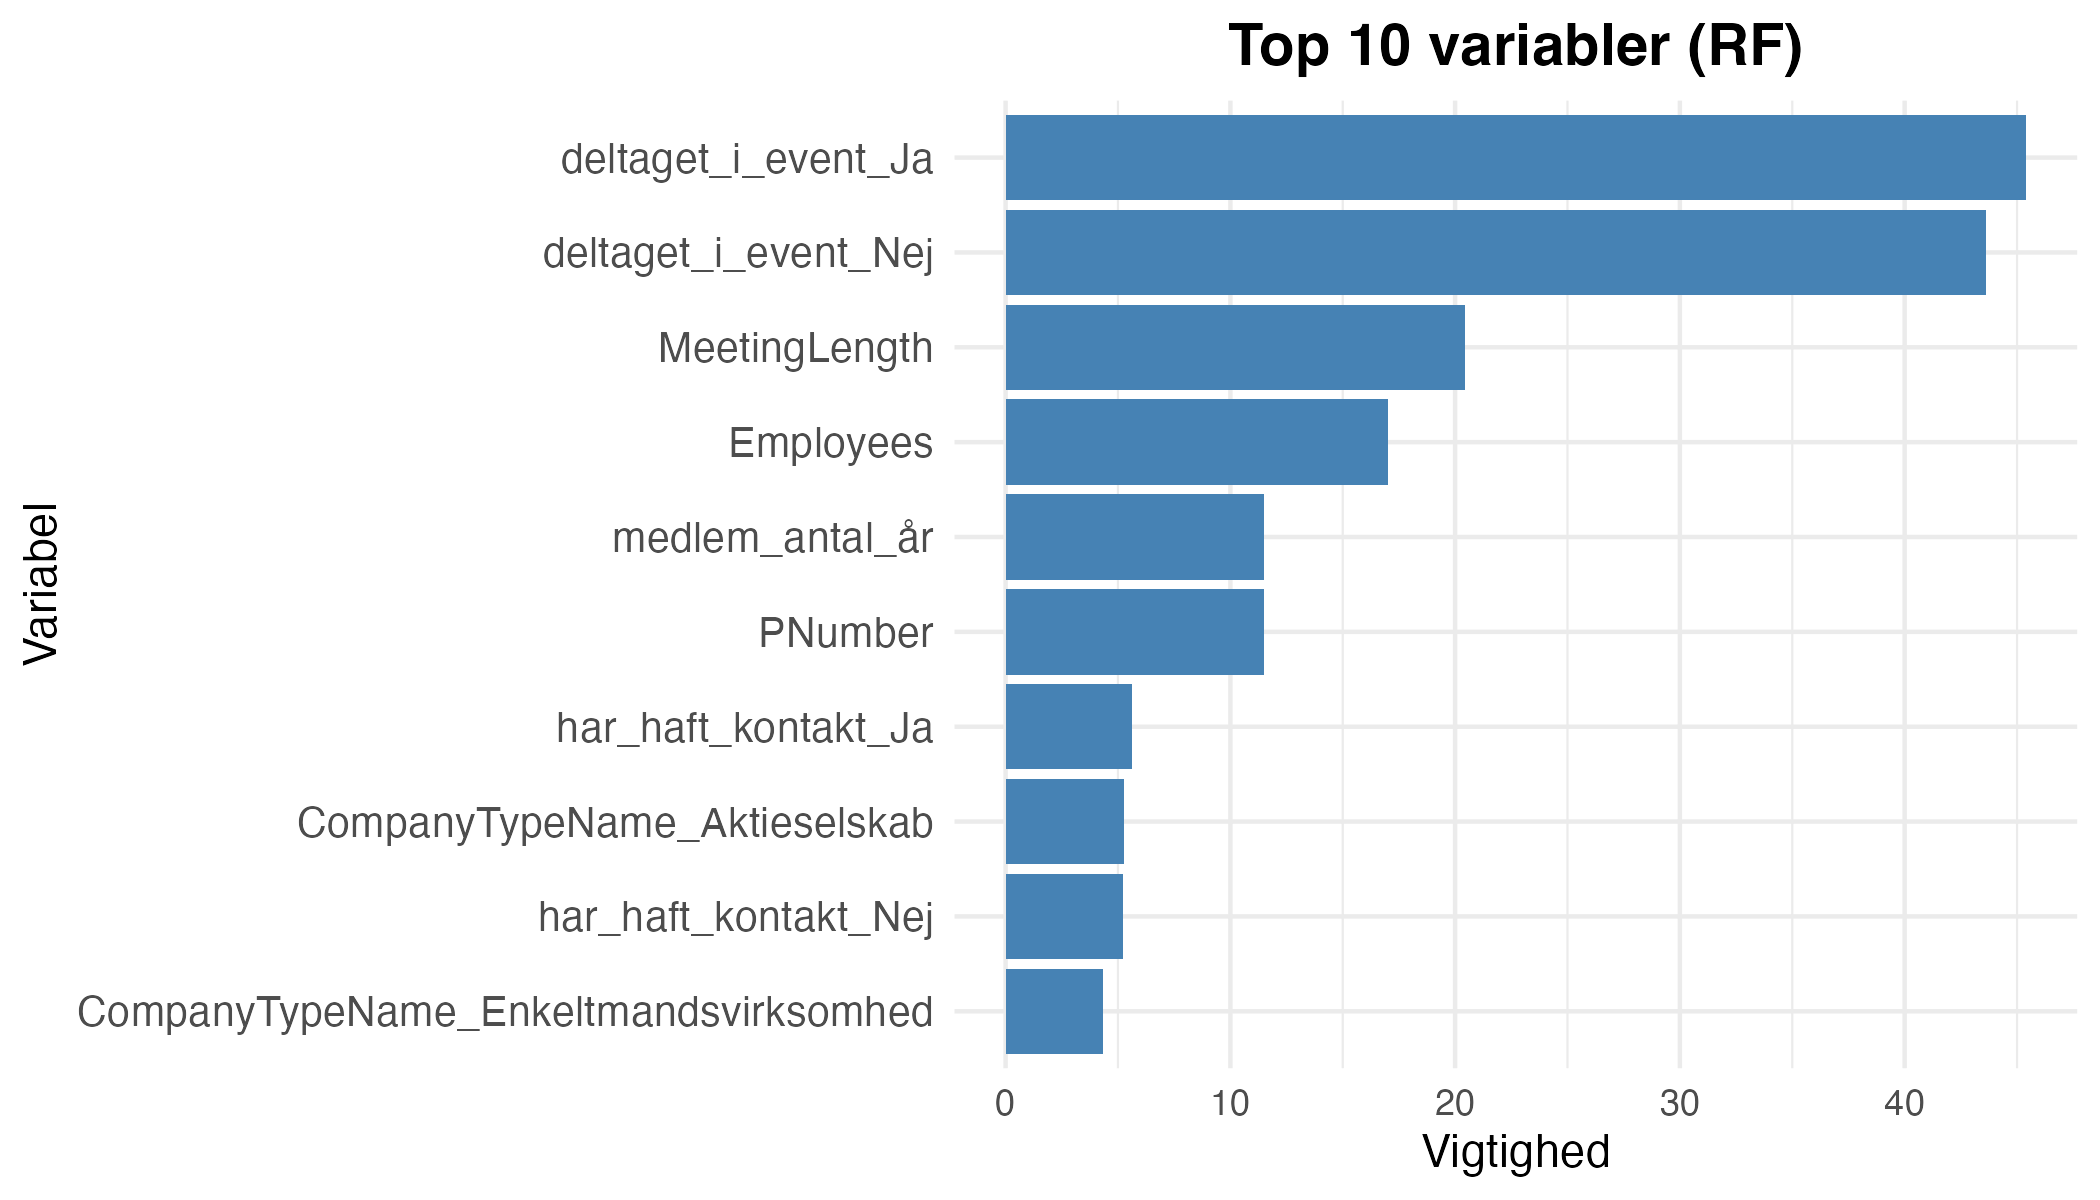 Top 10 variabler (RF)
deltaget_i_event_Ja
deltaget_i_event_Nej
MeetingLength
Employees
medlem_antal_år
PNumber
har_haft_kontakt_Ja
CompanyTypeName_Aktieselskab
har_haft_kontakt_Nej
CompanyTypeName_Enkeltmandsvirksomhed
Variabel
0 10 20 30 40
Vigtighed